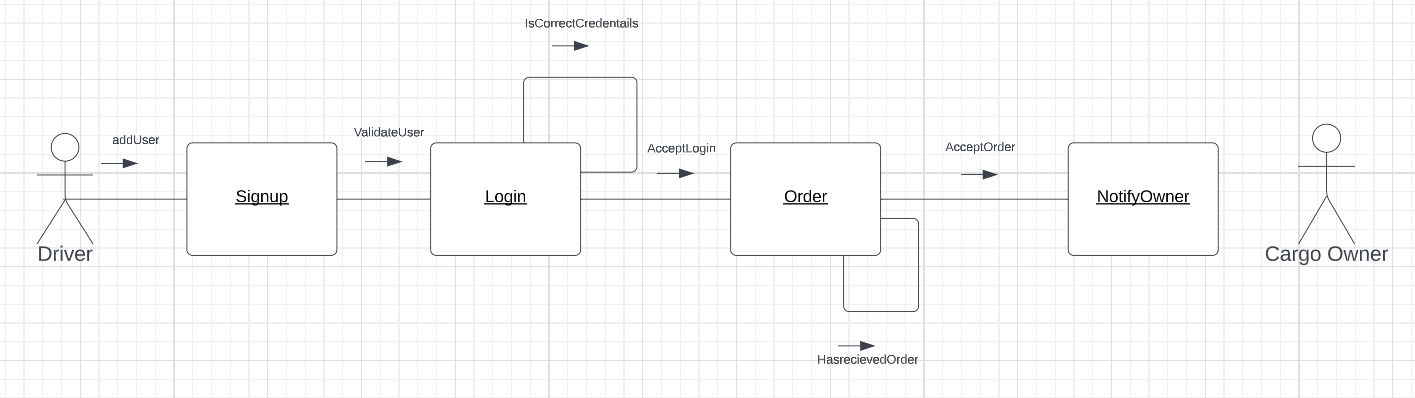 IsCorrectCredentails
addUser
ValidateUser
AcceptLogin
AcceptOrder
Signup
Login
Order
NotifyOwner
Driver
Cargo Owner
HasrecievedOrder